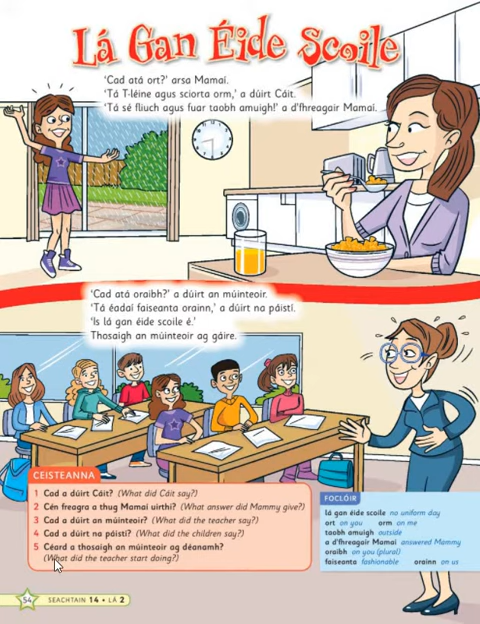 Lá Gan Éide Scoile
‘Cad atá ort?’ arsa Mamaí.
‘Tá T-léine agus sciorta orm,’ a dúirt Cáit.
‘Tá sé fliuch agus fuar taobh amuigh!’ a d’fhreagair Mamaí.
‘Cad atá oraibh?’ a dúirt an múinteoir.
‘Tá éadaí faiseanta orainn,’ a dúirt na páistí.
‘Is lá gan éide scoile é.’
Thosaigh an múinteoir ag gáire.
CEISTEANNA
1 Cad a dúirt Cáit? (What did Cáit say?)
2 Cén freagra a thug Mamaí uirthi? (What answer did Mammy give?)
3 Cad a dúirt an múinteoir? (What did the teacher say?)
4 Cad a dúirt na páistí? (What did the children say?)
5 Céard a thosaigh an múinteoir ag déanamh?
(What did the teacher start doing?)
FOCLÓIR
lá gan éide scoile no uniform day
ort on you orm on me
taobh amuigh outside
a d’fhreagair Mamaí answered Mammy
oraibh on you (plural)
faiseanta fashionable orainn on us
54 SEACHTAIN 14 • LÁ 2